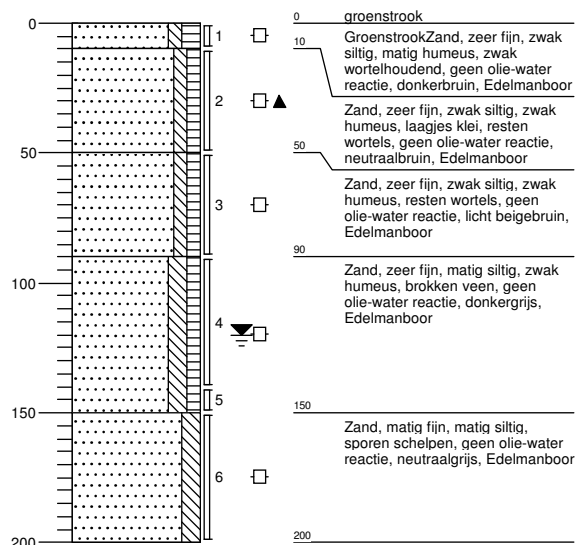 0
0
groenstrook
1
10
GroenstrookZand, zeer fijn, zwak
siltig, matig humeus, zwak
wortelhoudend, geen olie-water
reactie, donkerbruin, Edelmanboor
2
Zand, zeer fijn, zwak siltig, zwak
humeus, laagjes klei, resten
wortels, geen olie-water reactie,
neutraalbruin, Edelmanboor
50
50
3
Zand, zeer fijn, zwak siltig, zwak
humeus, resten wortels, geen
olie-water reactie, licht beigebruin,
Edelmanboor
90
100
4
Zand, zeer fijn, matig siltig, zwak
humeus, brokken veen, geen
olie-water reactie, donkergrijs,
Edelmanboor
5
150
150
6
Zand, matig fijn, matig siltig,
sporen schelpen, geen olie-water
reactie, neutraalgrijs, Edelmanboor
200
200